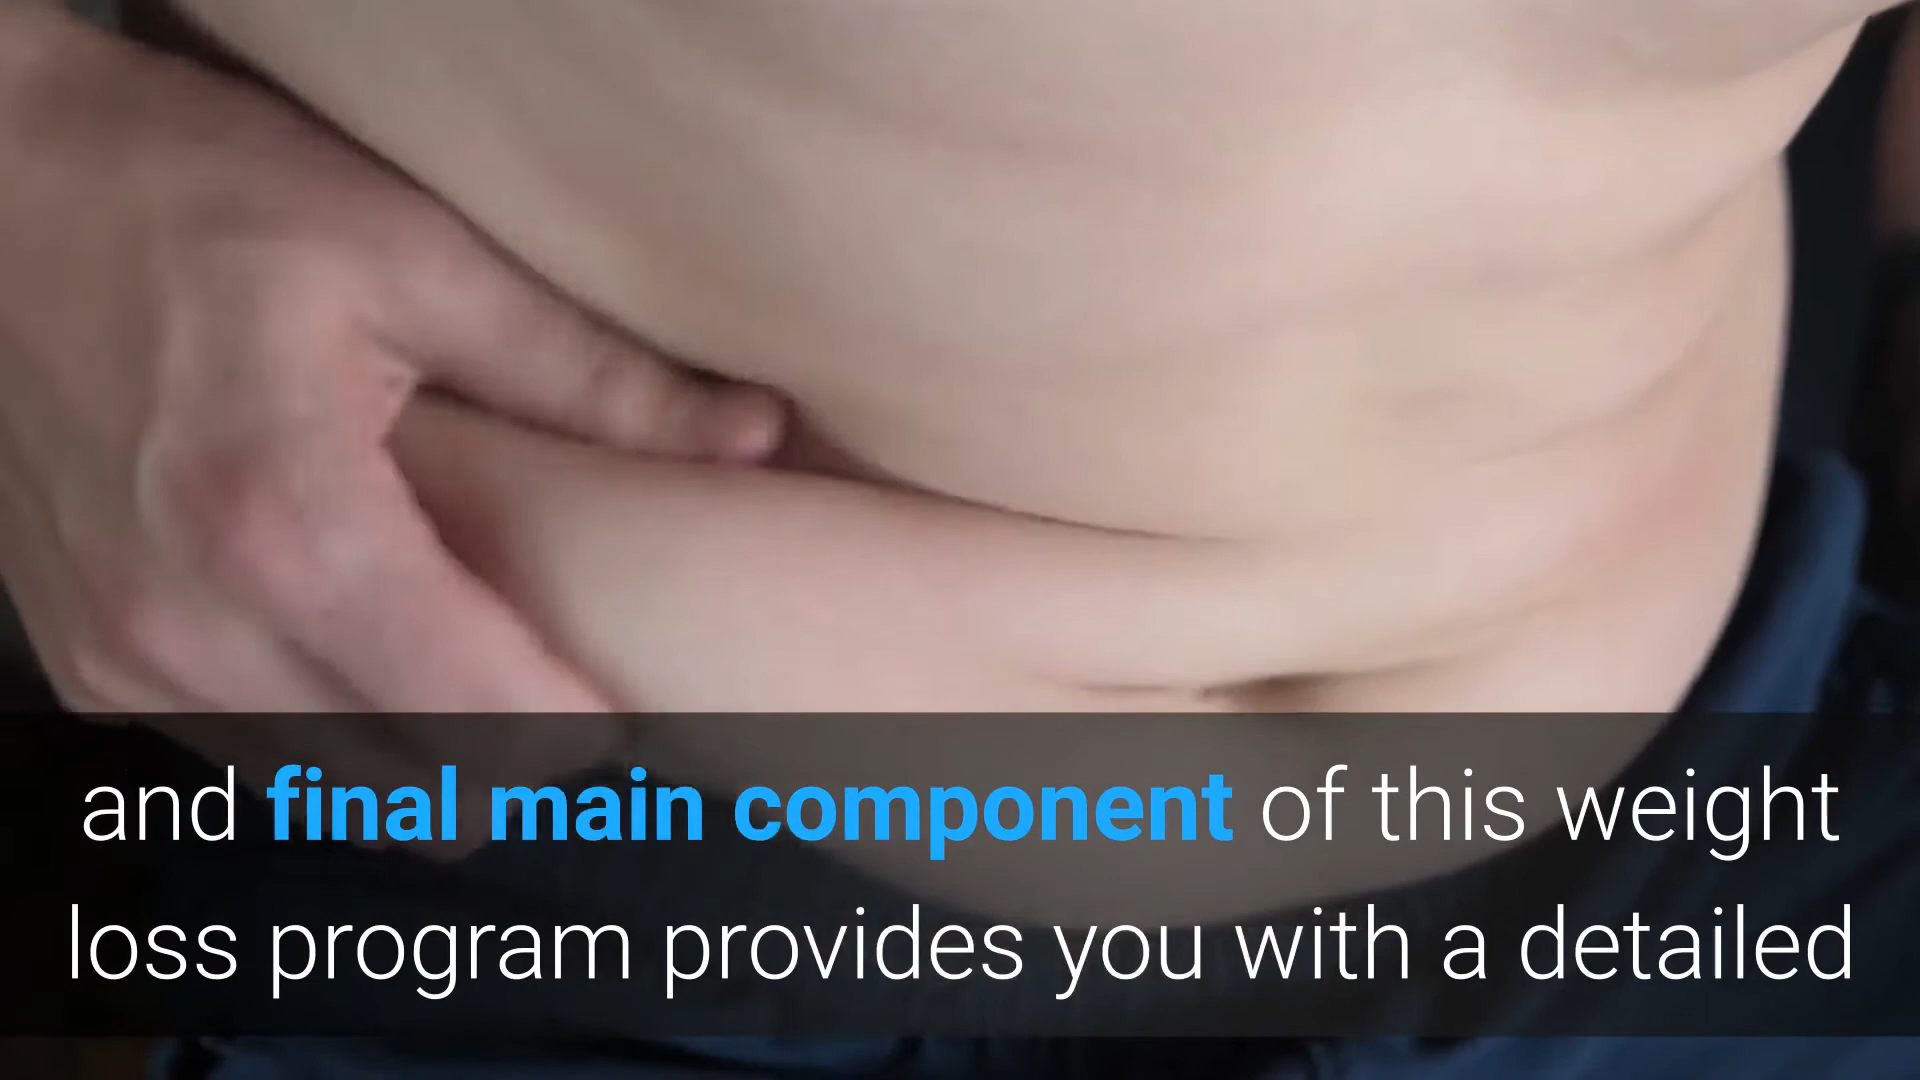 and final main component of this weight
loss program provides you with a detailed